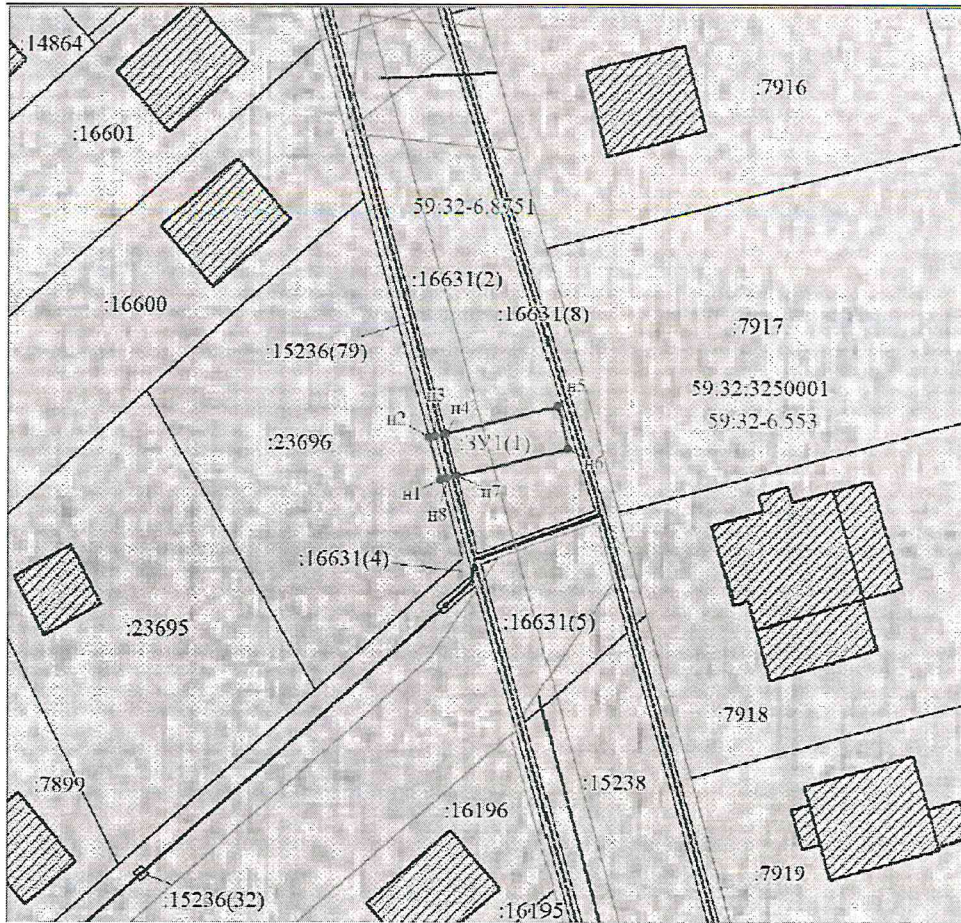 :14864
:7916
:16601
59:32-6.8751
:16631(2)
:16600
:16631(8)
:7917
:15236(79)
59:32:3250001
н5
н3
н4
59:32-6.553
н2
:23696
:ЗУ1(1)
н6
н1
н7
н8
:16631(4)
:16631(5)
:23695
:7918
:7899
:15238
:16196
:7919
:15236(32)
:16195